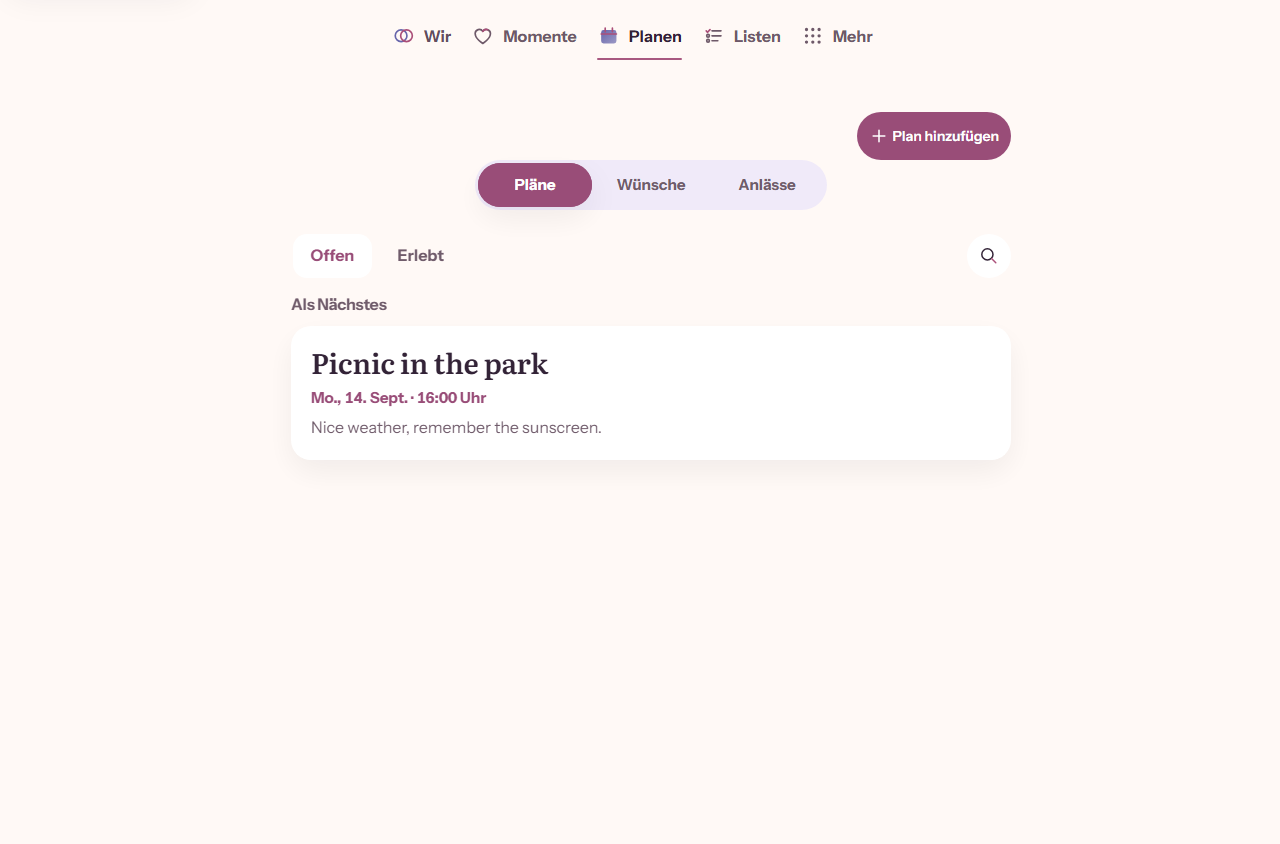 Wir Momente Planen Listen Mehr
Plan hinzufügen
Pläne Wünsche Anlässe
Offen Erlebt
Als Nächstes
Picnic in the park
Mo., 14. Sept. · 16:00 Uhr
Nice weather, remember the sunscreen.